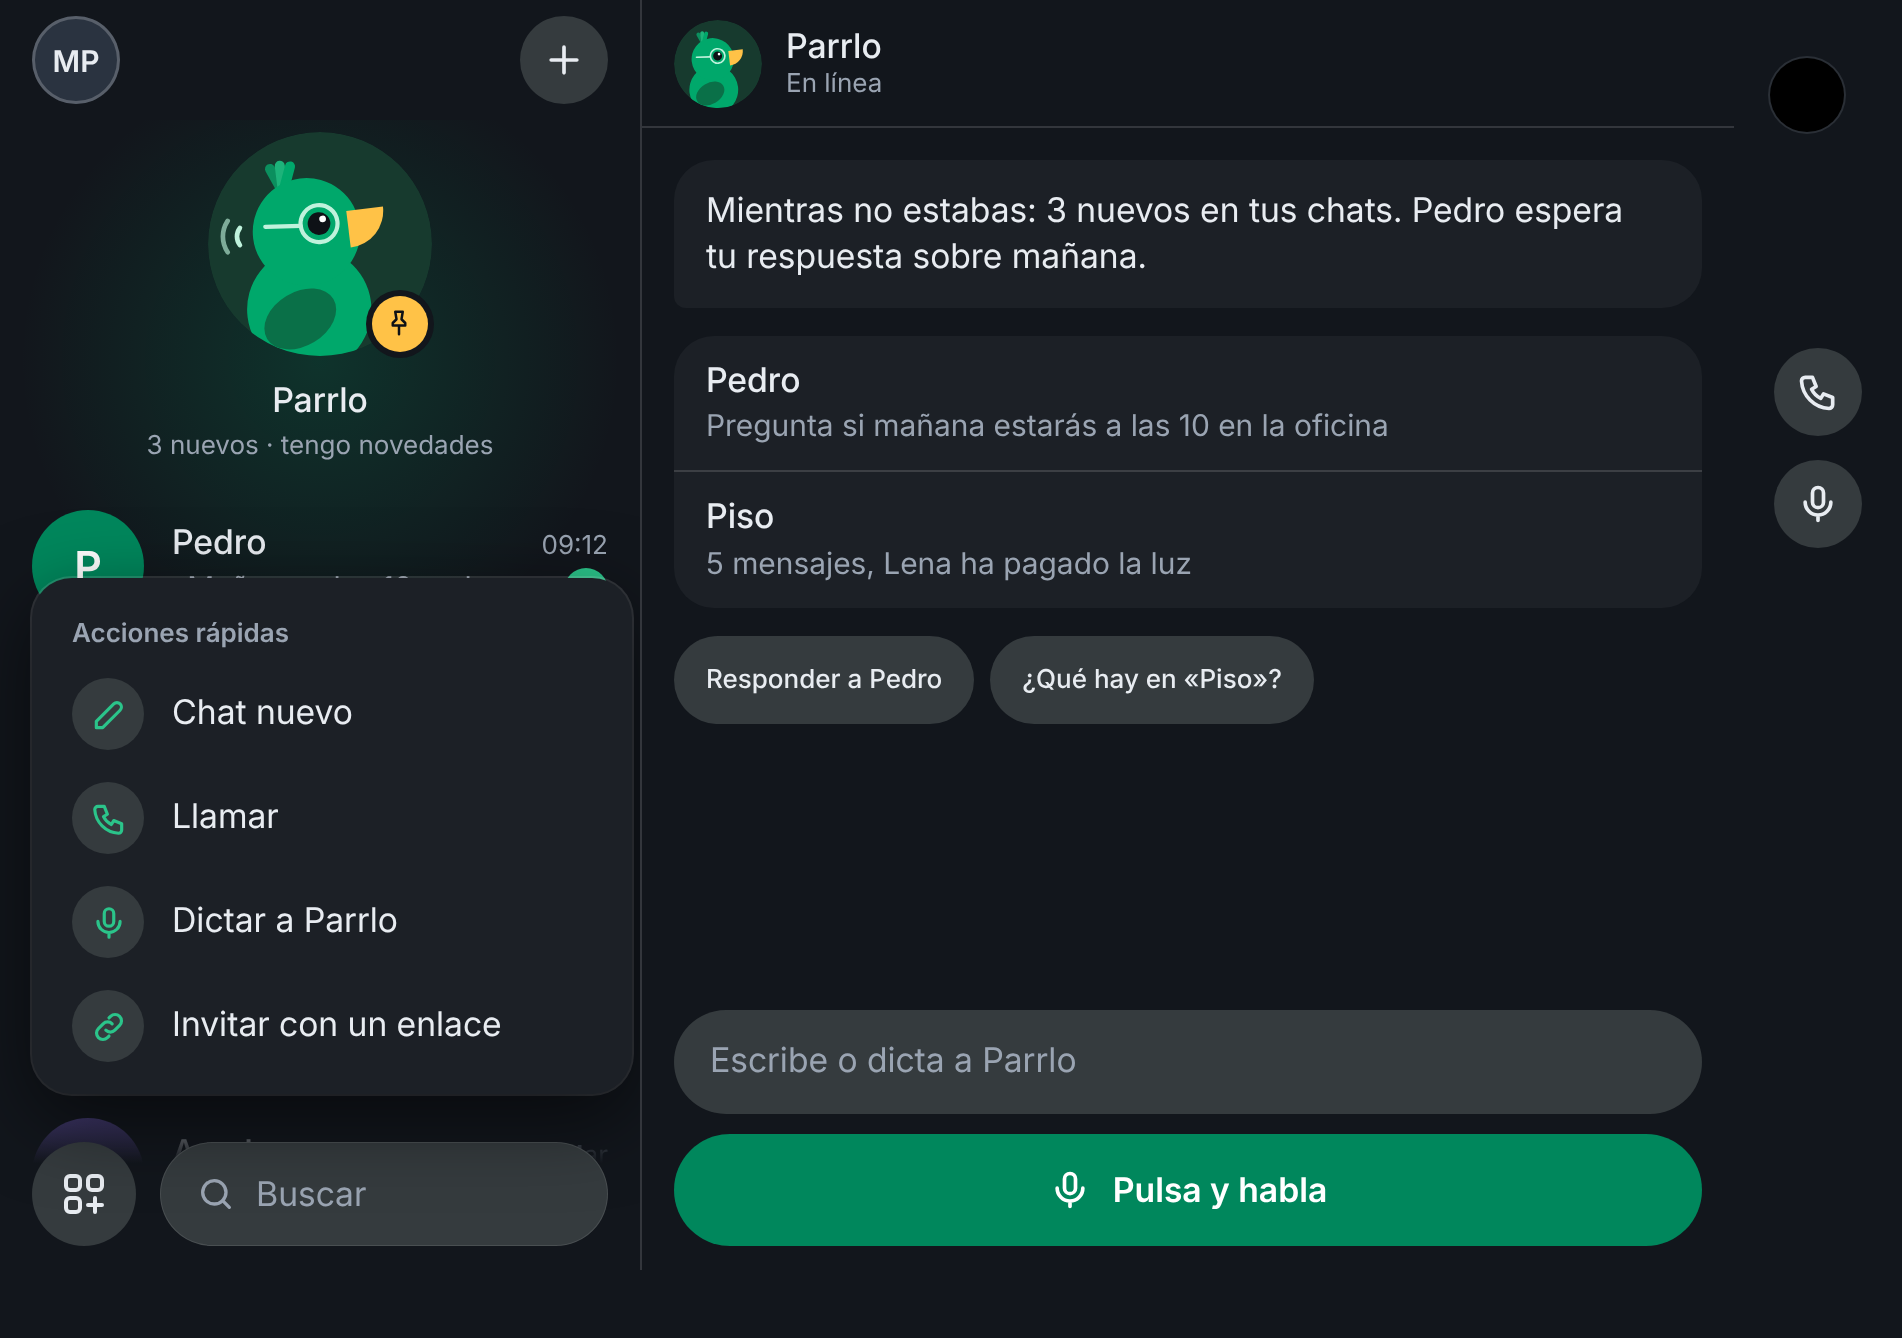 MP
Parrlo
3 nuevos · tengo novedades
P
Pedro
09:12
Acciones rápidas
Chat nuevo
Llamar
Dictar a Parrlo
Invitar con un enlace
Buscar
Parrlo
En línea
Mientras no estabas: 3 nuevos en tus chats. Pedro espera
tu respuesta sobre mañana.
Pedro
Pregunta si mañana estarás a las 10 en la oficina
Piso
5 mensajes, Lena ha pagado la luz
Responder a Pedro
¿Qué hay en «Piso»?
Escribe o dicta a Parrlo
Pulsa y habla